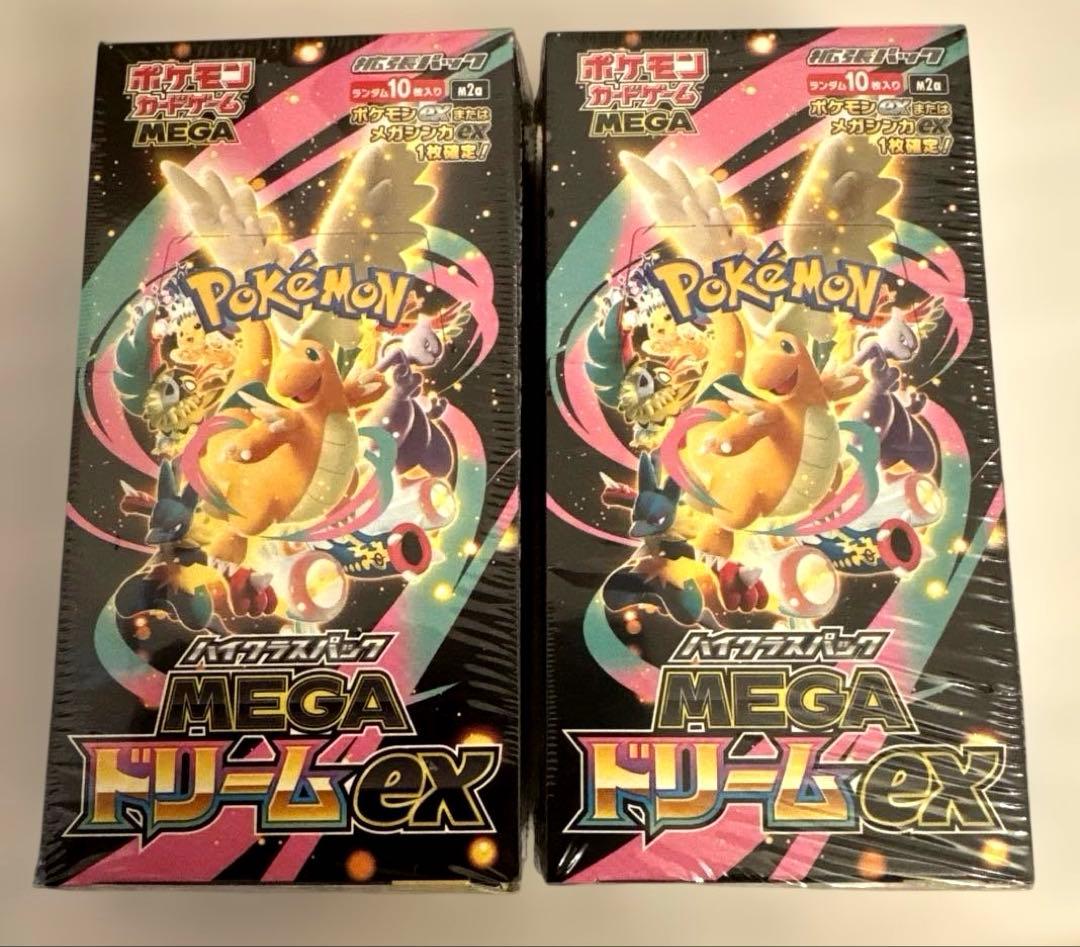 ポケモン
カードゲーム
MEGA
拡張パック
ランダム10枚入り m2a
ポケモンexまたは
メガシンカex
1枚確定!
POKéMON
ハイクラスパック
MEGA
ドリームex
ポケモン
カードゲーム
MEGA
拡張パック
ランダム10枚入り m2a
ポケモンexまたは
メガシンカex
1枚確定!
POKéMON
ハイクラスパック
MEGA
ドリームex